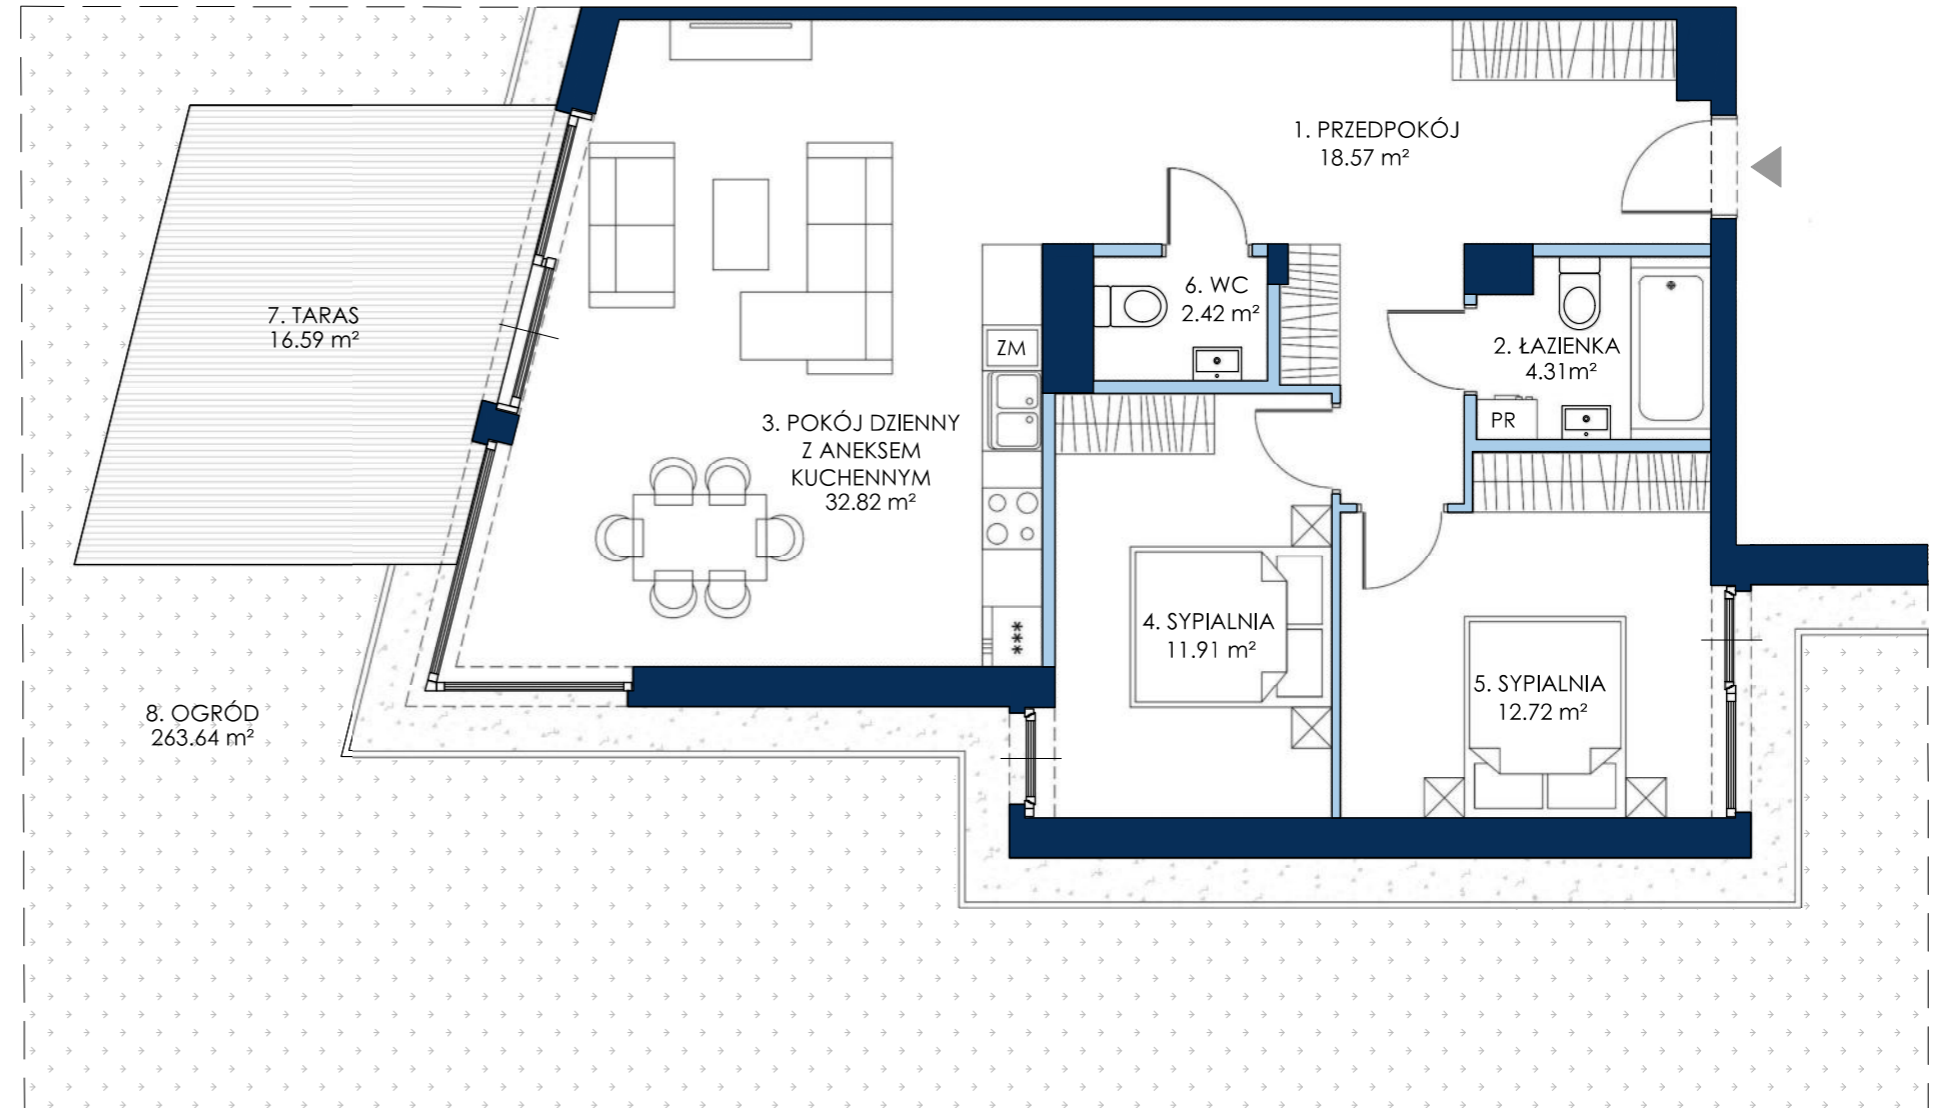 1. PRZEDPOKÓJ
18.57 m²
6. WC
2.42 m²
7. TARAS
16.59 m²
ZM
2. ŁAZIENKA
4.31m²
PR
3. POKÓJ DZIENNY
Z ANEKSEM
KUCHENNYM
32.82 m²
4. SYPIALNIA
11.91 m²
***
5. SYPIALNIA
12.72 m²
8. OGRÓD
263.64 m²